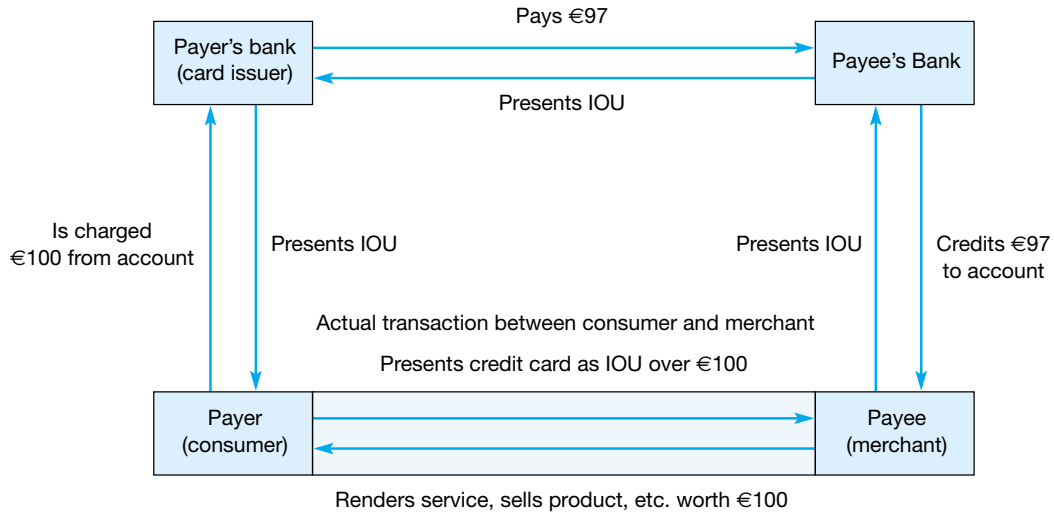 Pays €97
Payer’s bank
(card issuer)
Payee’s Bank
Presents IOU
Is charged
€100 from account
Presents IOU
Presents IOU
Credits €97
to account
Actual transaction between consumer and merchant
Presents credit card as IOU over €100
Payer
(consumer)
Payee
(merchant)
Renders service, sells product, etc. worth €100